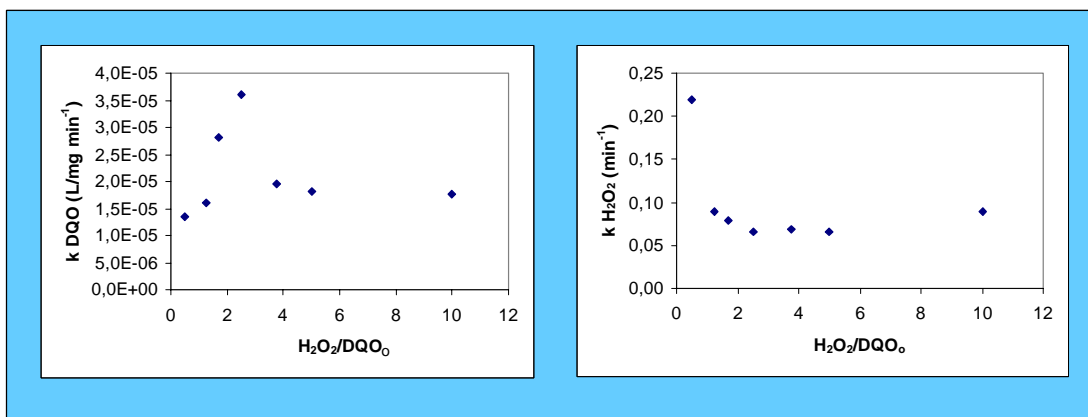 k DQO (L/mg min⁻¹)
4,0E-05
3,5E-05
3,0E-05
2,5E-05
2,0E-05
1,5E-05
1,0E-05
5,0E-06
0,0E+00
0 2 4 6 8 10 12
H₂O₂/DQO₀
k H₂O₂ (min⁻¹)
0,25
0,20
0,15
0,10
0,05
0,00
0 2 4 6 8 10 12
H₂O₂/DQOₒ